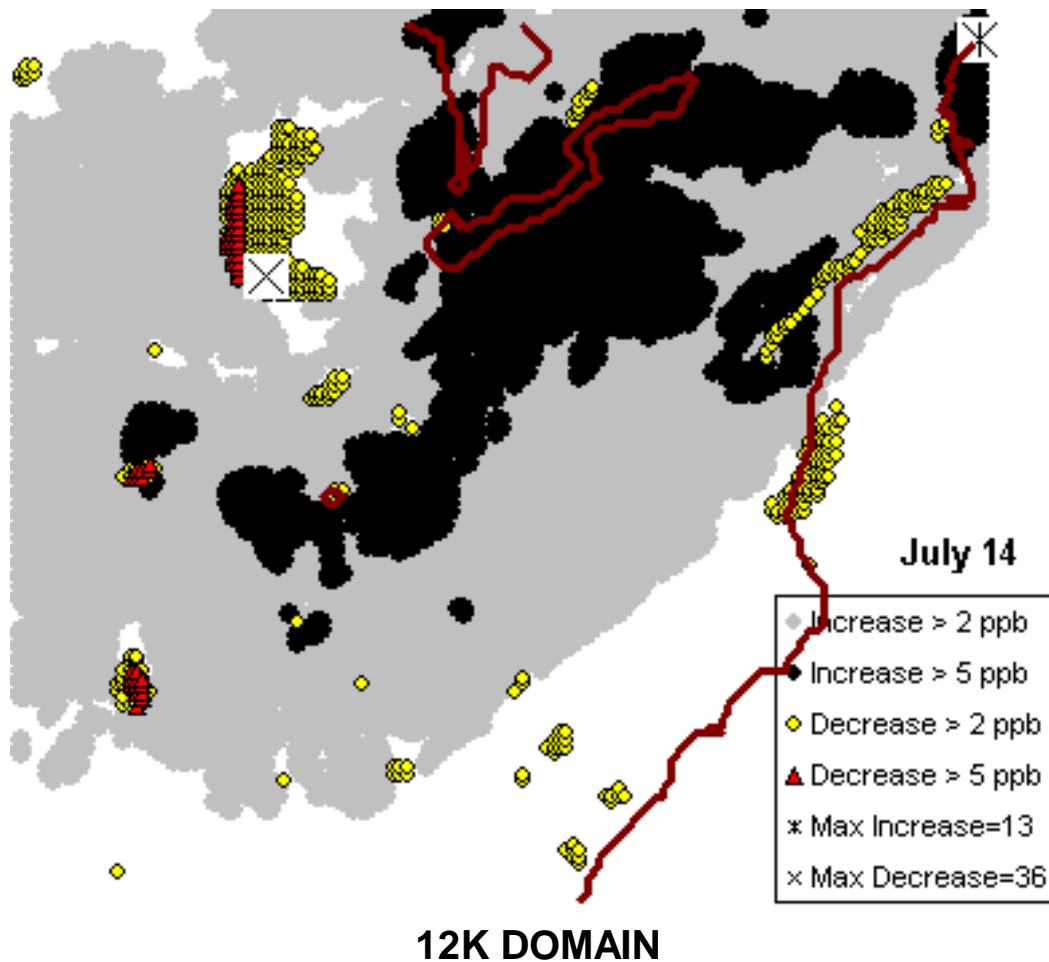 July 14
Increase > 2 ppb
Increase > 5 ppb
Decrease > 2 ppb
Decrease > 5 ppb
Max Increase=13
Max Decrease=36
12K DOMAIN